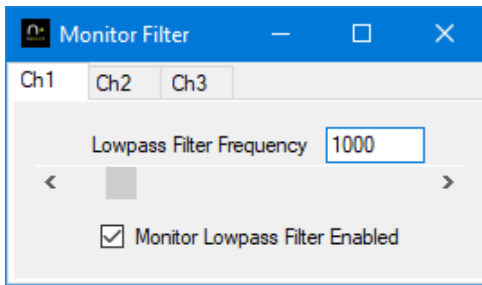 Monitor Filter
Ch1 Ch2 Ch3
Lowpass Filter Frequency 1000
Monitor Lowpass Filter Enabled